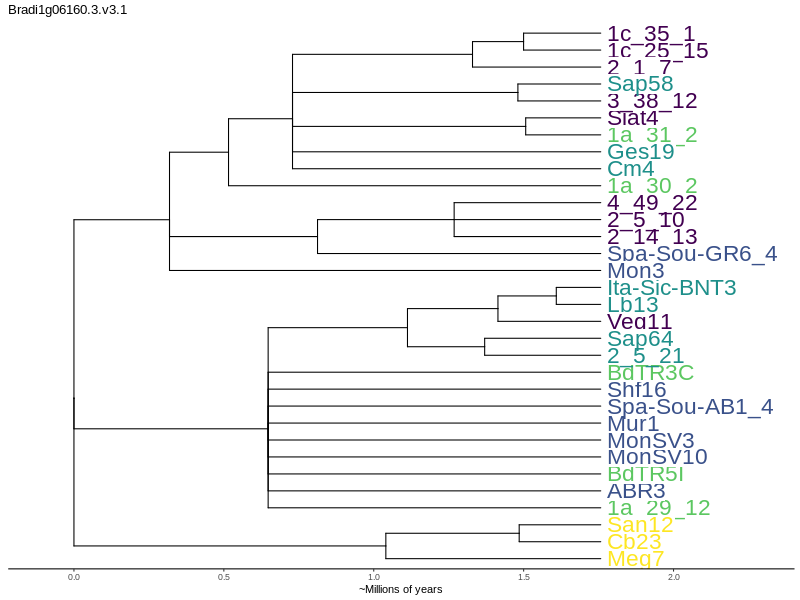 Bradi1g06160.3.v3.1
1c_35_1
1c_25_15
2_1_7
Sap58
3_38_12
Siat4
1a_31_2
Ges19
Cm4
1a_30_2
4_49_22
2_5_10
2_14_13
Spa-Sou-GR6_4
Mon3
Ita-Sic-BNT3
Lb13
Veg11
Sap64
2_5_21
BdTR3C
Shf16
Spa-Sou-AB1_4
Mur1
MonSV3
MonSV10
BdTR5I
ABR3
1a_29_12
San12
Cb23
Meg7
0.0 0.5 1.0 1.5 2.0
~Millions of years